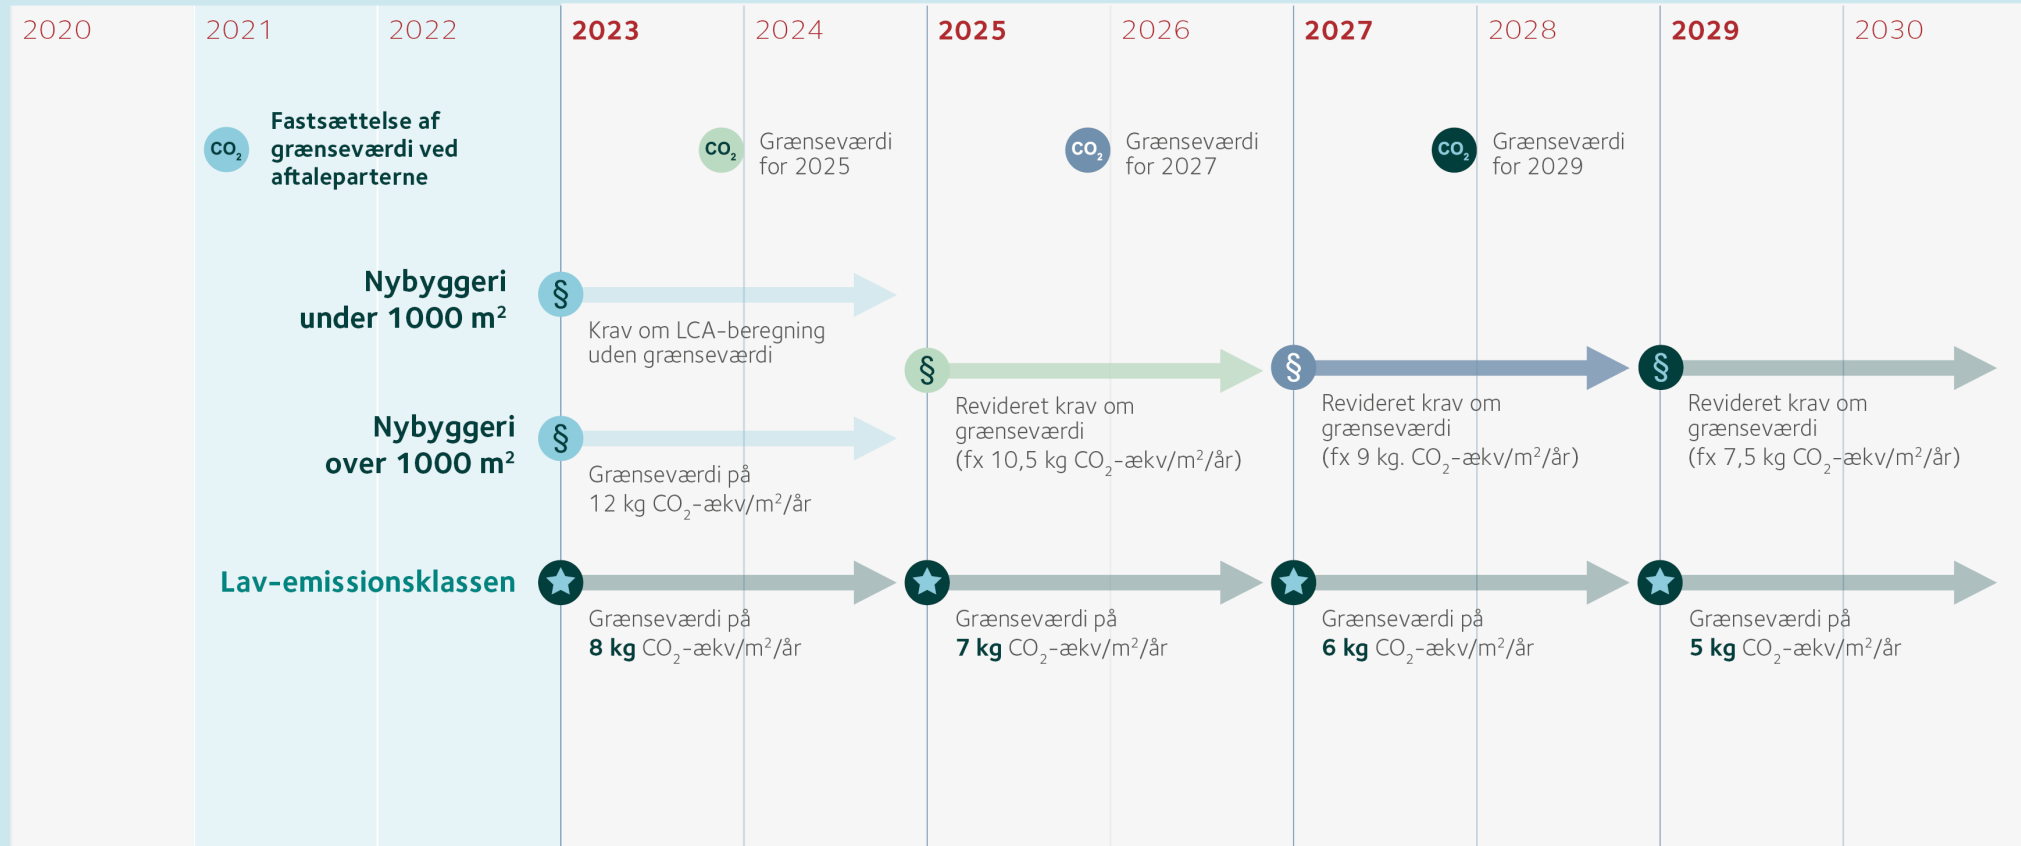 2020 2021 2022 2023 2024 2025 2026 2027 2028 2029 2030
CO₂
Fastsættelse af
grænseværdi ved
aftaleparterne
CO₂
Grænseværdi
for 2025
CO₂
Grænseværdi
for 2027
CO₂
Grænseværdi
for 2029
Nybyggeri
under 1000 m²
§
Krav om LCA-beregning
uden grænseværdi
Nybyggeri
over 1000 m²
§
Grænseværdi på
12 kg CO₂-ækv/m²/år
§
Revideret krav om
grænseværdi
(fx 10,5 kg CO₂-ækv/m²/år)
§
Revideret krav om
grænseværdi
(fx 9 kg. CO₂-ækv/m²/år)
§
Revideret krav om
grænseværdi
(fx 7,5 kg CO₂-ækv/m²/år)
Lav-emissionsklassen
Grænseværdi på
8 kg CO₂-ækv/m²/år
Grænseværdi på
7 kg CO₂-ækv/m²/år
Grænseværdi på
6 kg CO₂-ækv/m²/år
Grænseværdi på
5 kg CO₂-ækv/m²/år